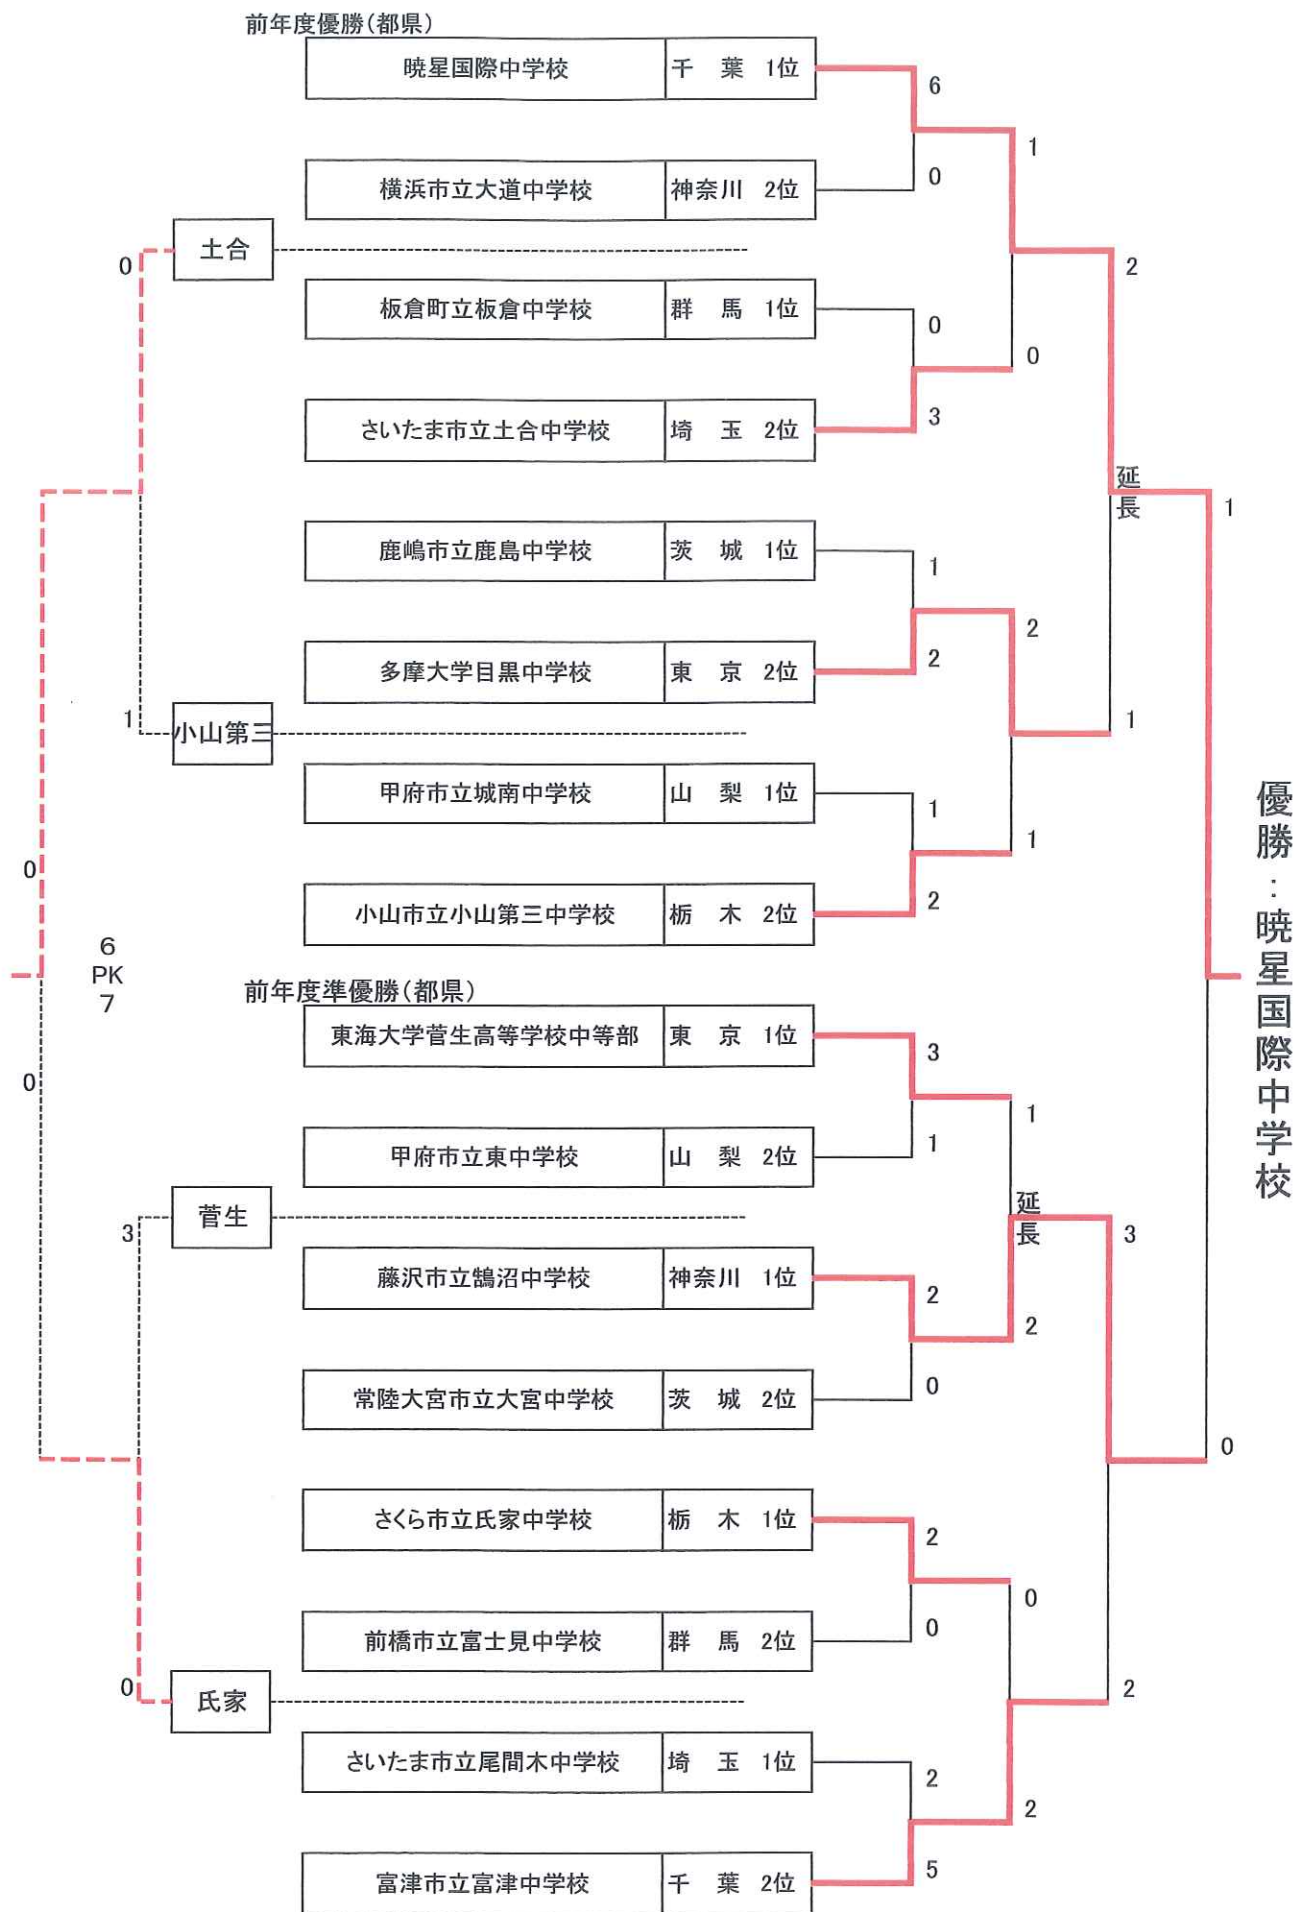 前年度優勝(都県)
暁星国際中学校 千 葉 1位
6
1
0
横浜市立大道中学校 神奈川 2位
土合
0
2
板倉町立板倉中学校 群 馬 1位
0
0
3
さいたま市立土合中学校 埼 玉 2位
延長
1
鹿嶋市立鹿島中学校 茨 城 1位
1
2
2
多摩大学目黒中学校 東 京 2位
1
小山第三
1
甲府市立城南中学校 山 梨 1位
1
1
2
小山市立小山第三中学校 栃 木 2位
0
6
PK
7
0
優勝:暁星国際中学校
前年度準優勝(都県)
東海大学菅生高等学校中等部 東 京 1位
3
1
1
甲府市立東中学校 山 梨 2位
菅生
3
延長
3
藤沢市立鵠沼中学校 神奈川 1位
2
2
0
常陸大宮市立大宮中学校 茨 城 2位
0
さくら市立氏家中学校 栃 木 1位
2
0
0
前橋市立富士見中学校 群 馬 2位
0
氏家
2
さいたま市立尾間木中学校 埼 玉 1位
2
2
5
富津市立富津中学校 千 葉 2位